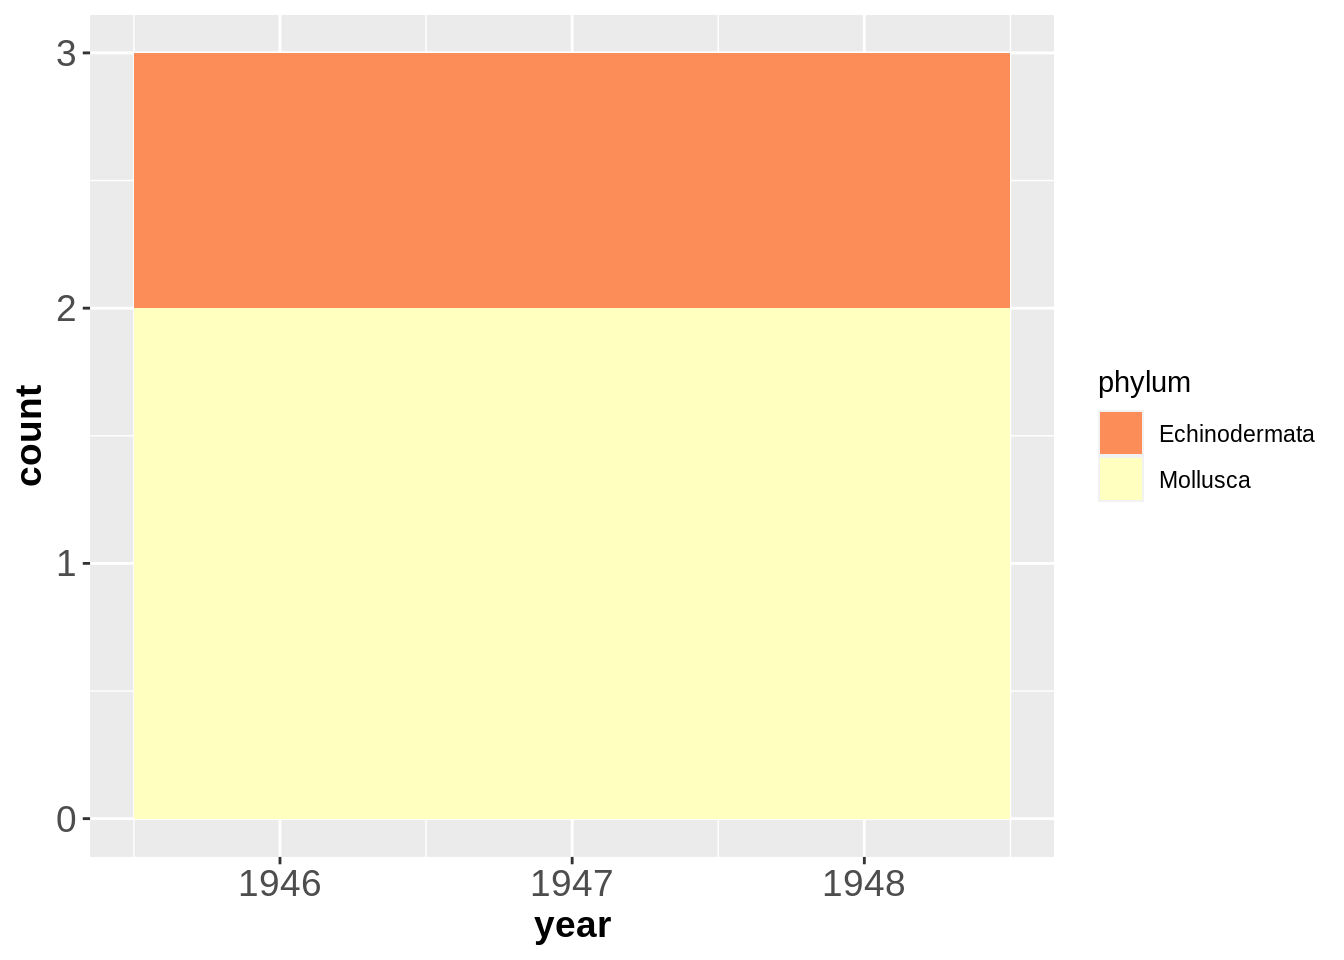 3
2
1
0
count
1946 1947 1948
year
phylum
Echinodermata
Mollusca